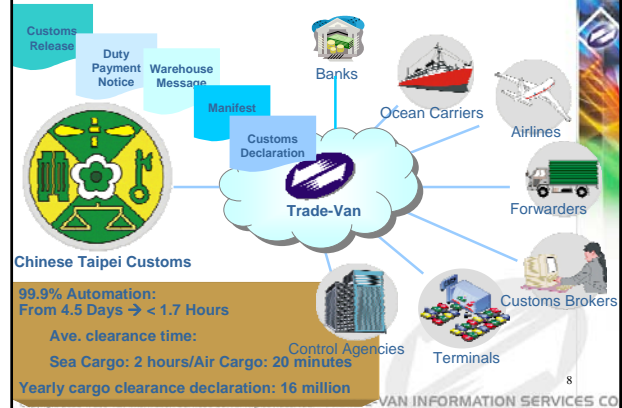 Customs
Release
Duty
Payment
Notice
Warehouse
Message
Manifest
Customs
Declaration
Banks
Ocean Carriers
Airlines
Trade-Van
Forwarders
Chinese Taipei Customs
Customs Brokers
Control Agencies
Terminals
99.9% Automation:
From 4.5 Days → < 1.7 Hours
Ave. clearance time:
Sea Cargo: 2 hours/Air Cargo: 20 minutes
Yearly cargo clearance declaration: 16 million
8
-VAN INFORMATION SERVICES CO